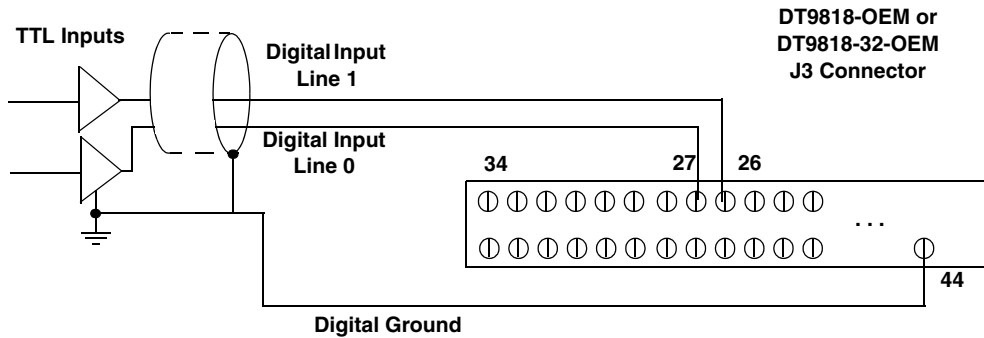 DT9818-OEM or
DT9818-32-OEM
J3 Connector
TTL Inputs
Digital Input
Line 1
Digital Input
Line 0
34
27
26
. . .
44
Digital Ground